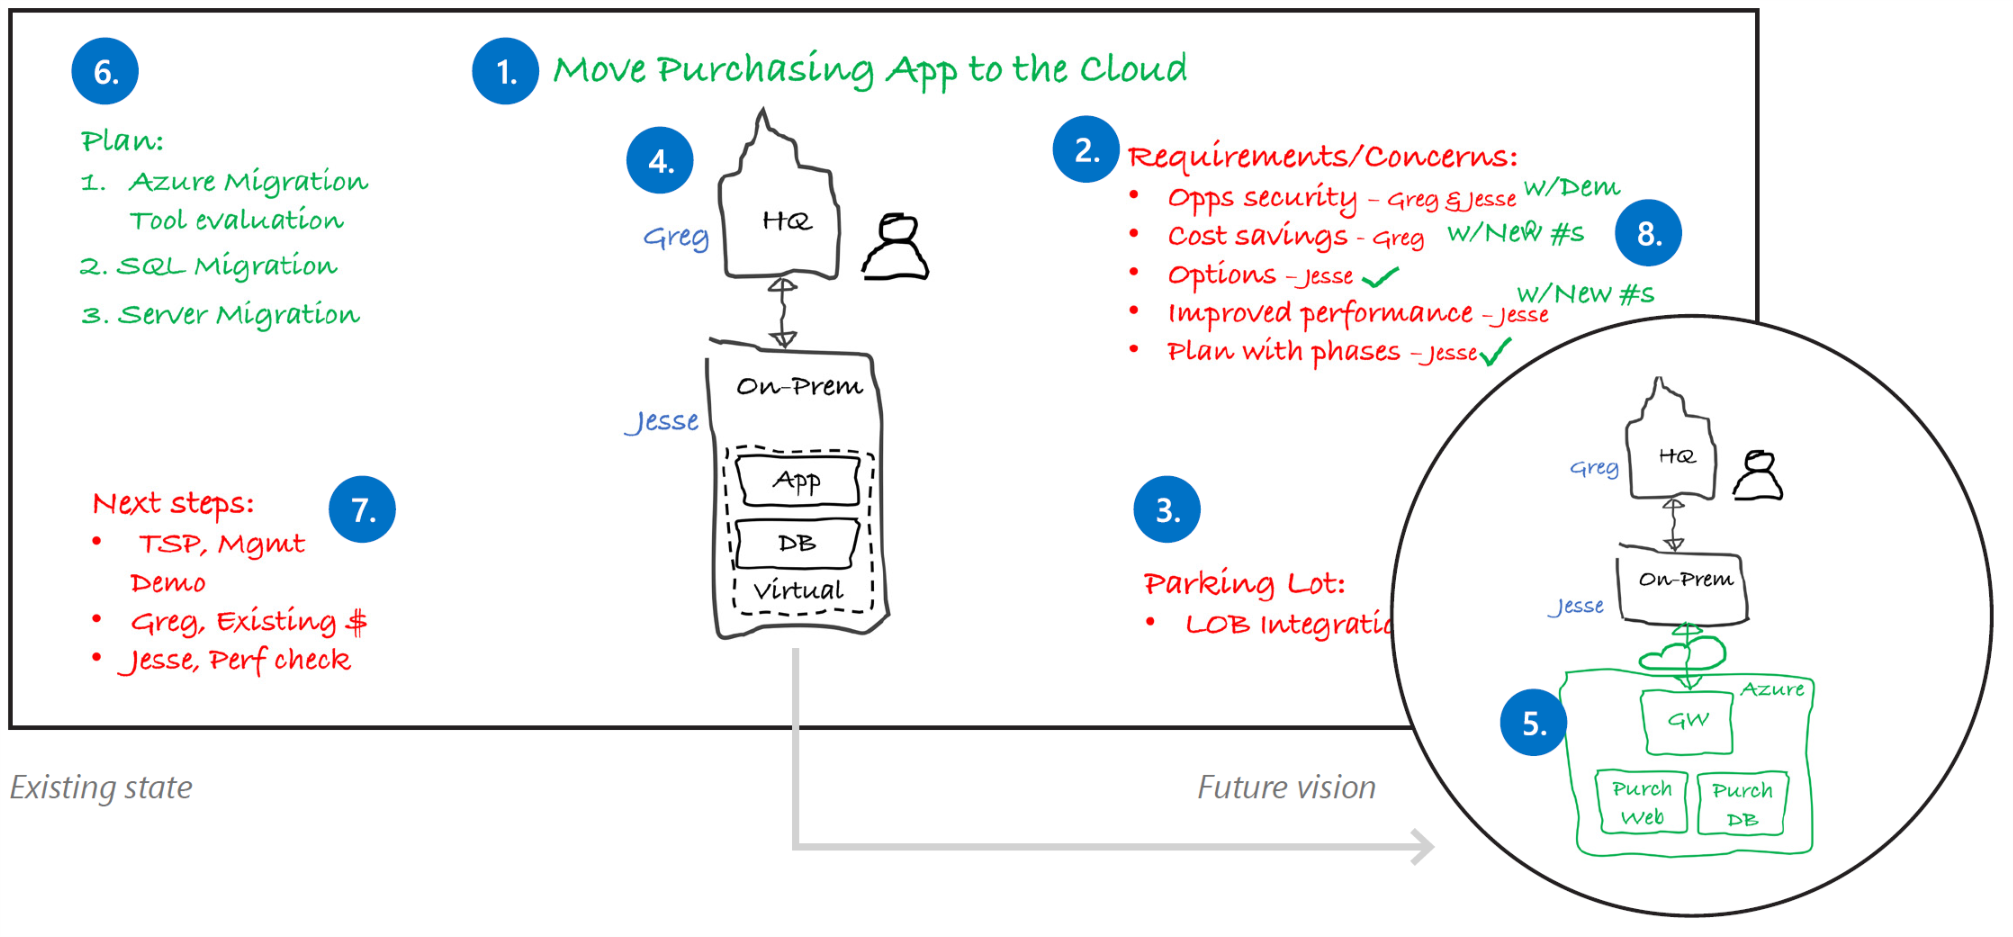 6.
Plan:
1. Azure Migration
Tool evaluation
2. SQL Migration
3. Server Migration
Next steps:
7.
• TSP, Mgmt
Demo
• Greg, Existing $
• Jesse, Perf check
1. Move Purchasing App to the Cloud
4.
HQ
Greg
On-Prem
Jesse
App
DB
Virtual
2. Requirements/Concerns:
• Opps security - Greg & Jesse w/Dem
• Cost savings - Greg w/New #s
8.
• Options - Jesse
w/New #s
• Improved performance - Jesse
• Plan with phases - Jesse
3.
Parking Lot:
• LOB Integratio
HQ
Greg
On-Prem
Jesse
Azure
5.
GW
Purch
Web
Purch
DB
Existing state
Future vision